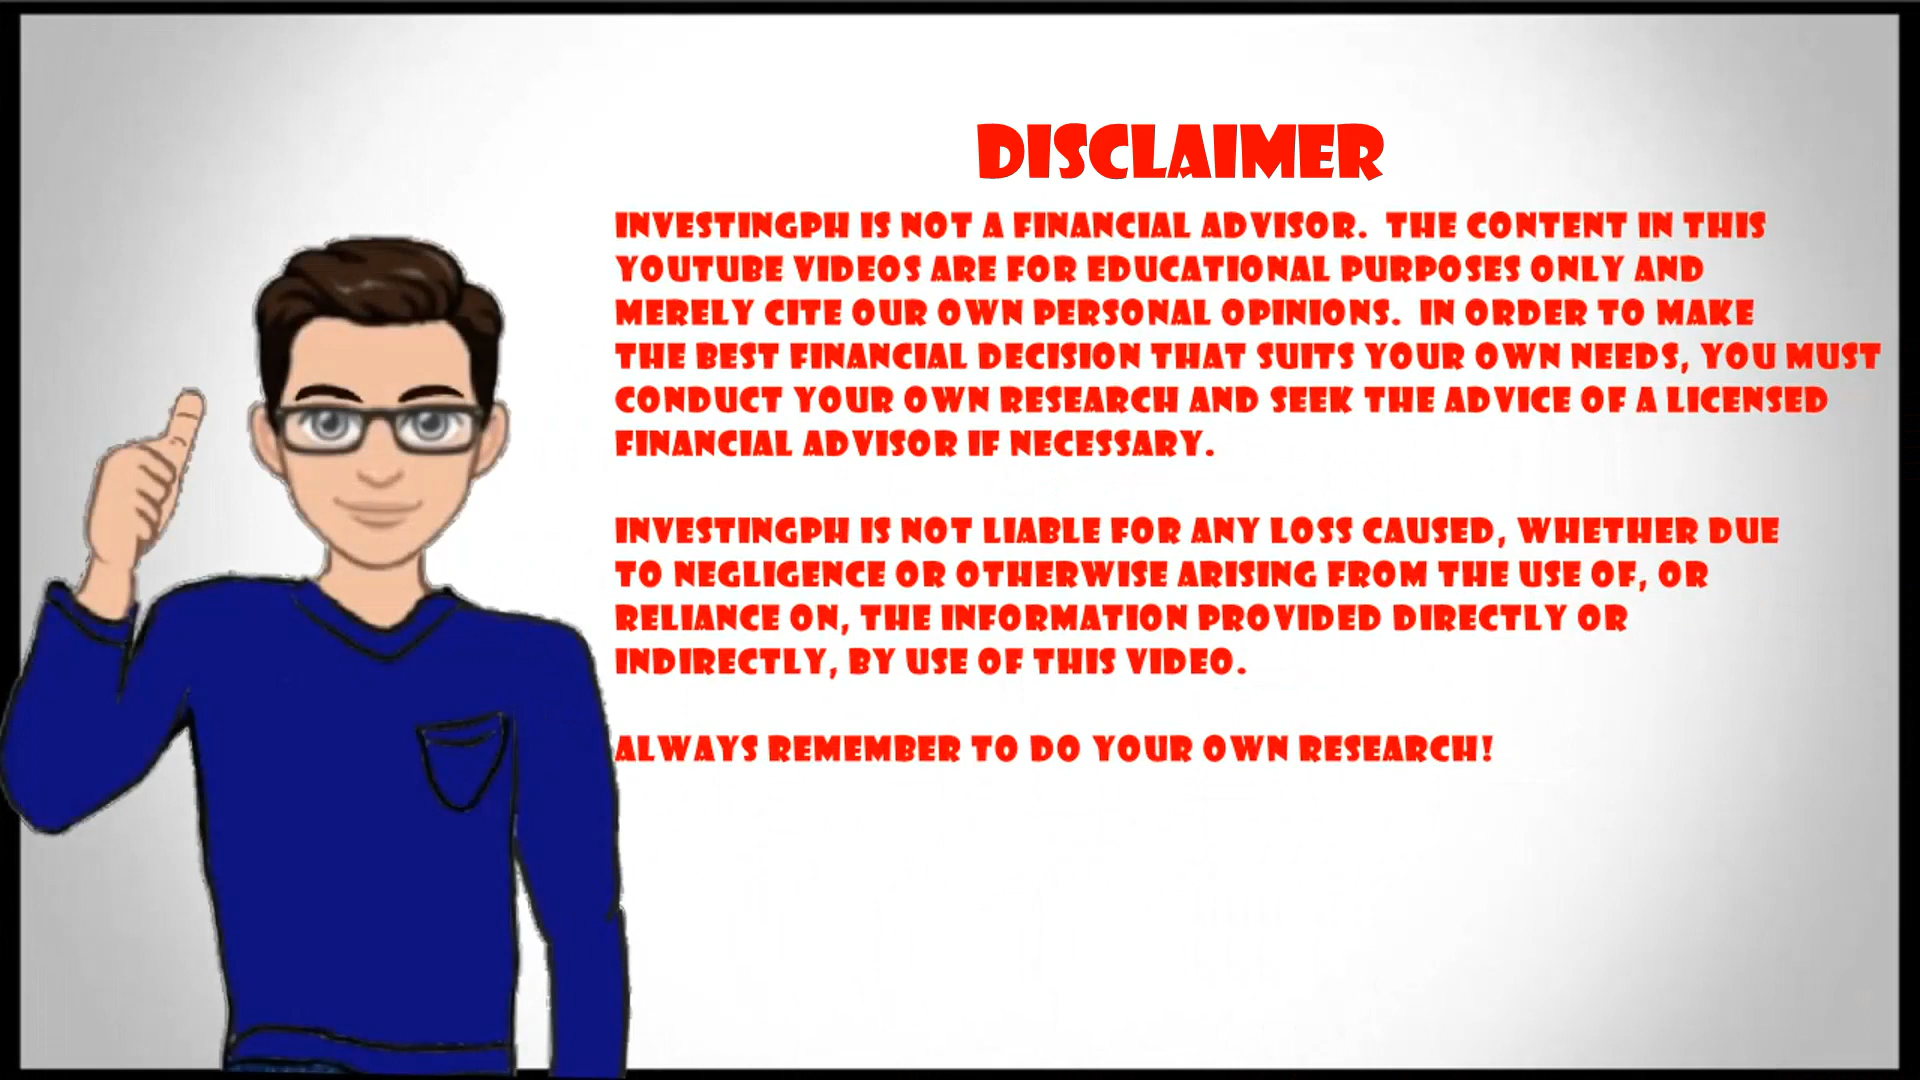 DISCLAIMER
INVESTINGPH IS NOT A FINANCIAL ADVISOR. THE CONTENT IN THIS
YOUTUBE VIDEOS ARE FOR EDUCATIONAL PURPOSES ONLY AND
MERELY CITE OUR OWN PERSONAL OPINIONS. IN ORDER TO MAKE
THE BEST FINANCIAL DECISION THAT SUITS YOUR OWN NEEDS, YOU MUST
CONDUCT YOUR OWN RESEARCH AND SEEK THE ADVICE OF A LICENSED
FINANCIAL ADVISOR IF NECESSARY.
INVESTINGPH IS NOT LIABLE FOR ANY LOSS CAUSED, WHETHER DUE
TO NEGLIGENCE OR OTHERWISE ARISING FROM THE USE OF, OR
RELIANCE ON, THE INFORMATION PROVIDED DIRECTLY OR
INDIRECTLY, BY USE OF THIS VIDEO.
ALWAYS REMEMBER TO DO YOUR OWN RESEARCH!